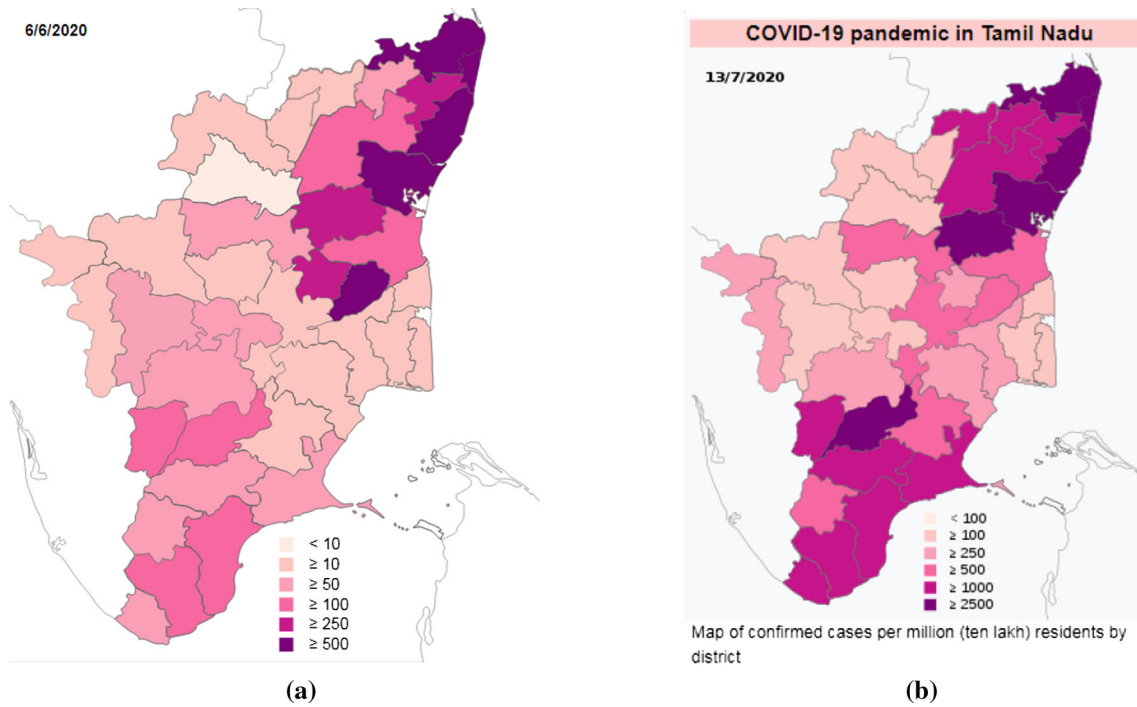 6/6/2020
< 10
≥ 10
≥ 50
≥ 100
≥ 250
≥ 500
(a)
COVID-19 pandemic in Tamil Nadu
13/7/2020
< 100
≥ 100
≥ 250
≥ 500
≥ 1000
≥ 2500
Map of confirmed cases per million (ten lakh) residents by
district
(b)